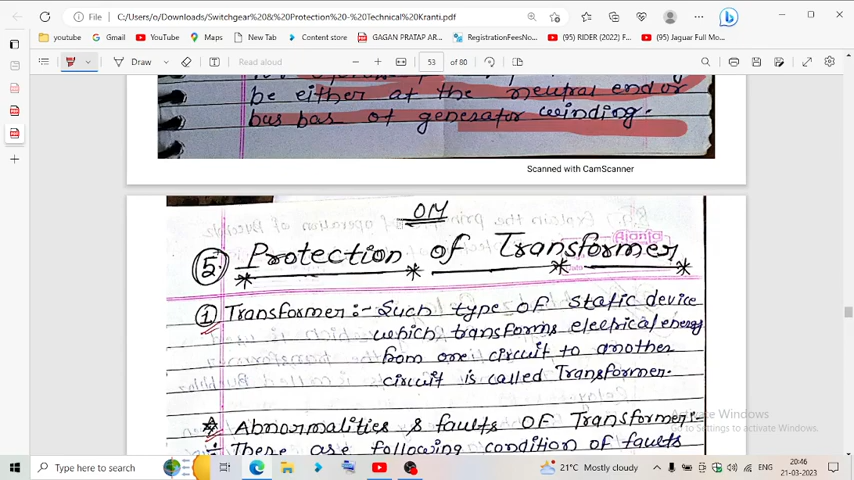 File
C:/Users/o/Downloads/Switchgear%20&%20Protection%20-%20Technical%20Kranti.pdf
youtube
Gmail
YouTube
Maps
New Tab
Content store
GAGAN PRATAP AR...
RegistrationFeesNo...
(95) RIDER (2022) F...
(95) Jaguar Full Mo...
Draw
Read aloud
53 of 80
be either at the neutral end or
bus bas of generator winding.
Scanned with CamScanner
OM
5. Protection of Transformer
1 Transformer:- Such type of static device
which, transforms electrical energy
from one circuit to another
circuit is called Transformer.
Abnormalities & faults OF Transformer:-
There are following condition of faults
Activate Windows
Go to Settings to activate Windows.
Type here to search
21°C Mostly cloudy
ENG
20:46
21-03-2023